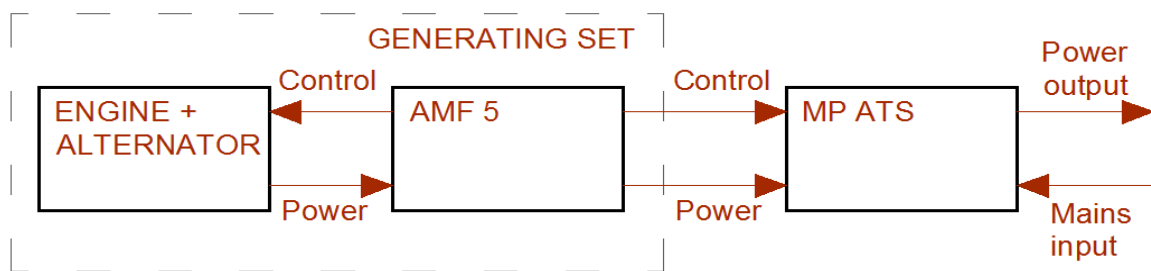 GENERATING SET
Control
Control
Power
output
ENGINE +
ALTERNATOR
AMF 5
MP ATS
Power
Power
Mains
input